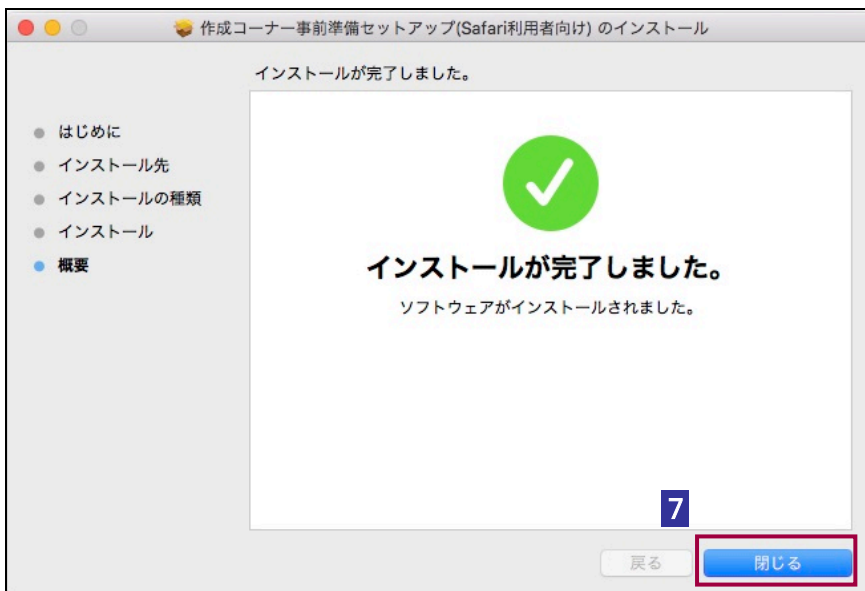 作成コーナー事前準備セットアップ(Safari利用者向け) のインストール
インストールが完了しました。
はじめに
インストール先
インストールの種類
インストール
概要
インストールが完了しました。
ソフトウェアがインストールされました。
7
戻る
閉じる